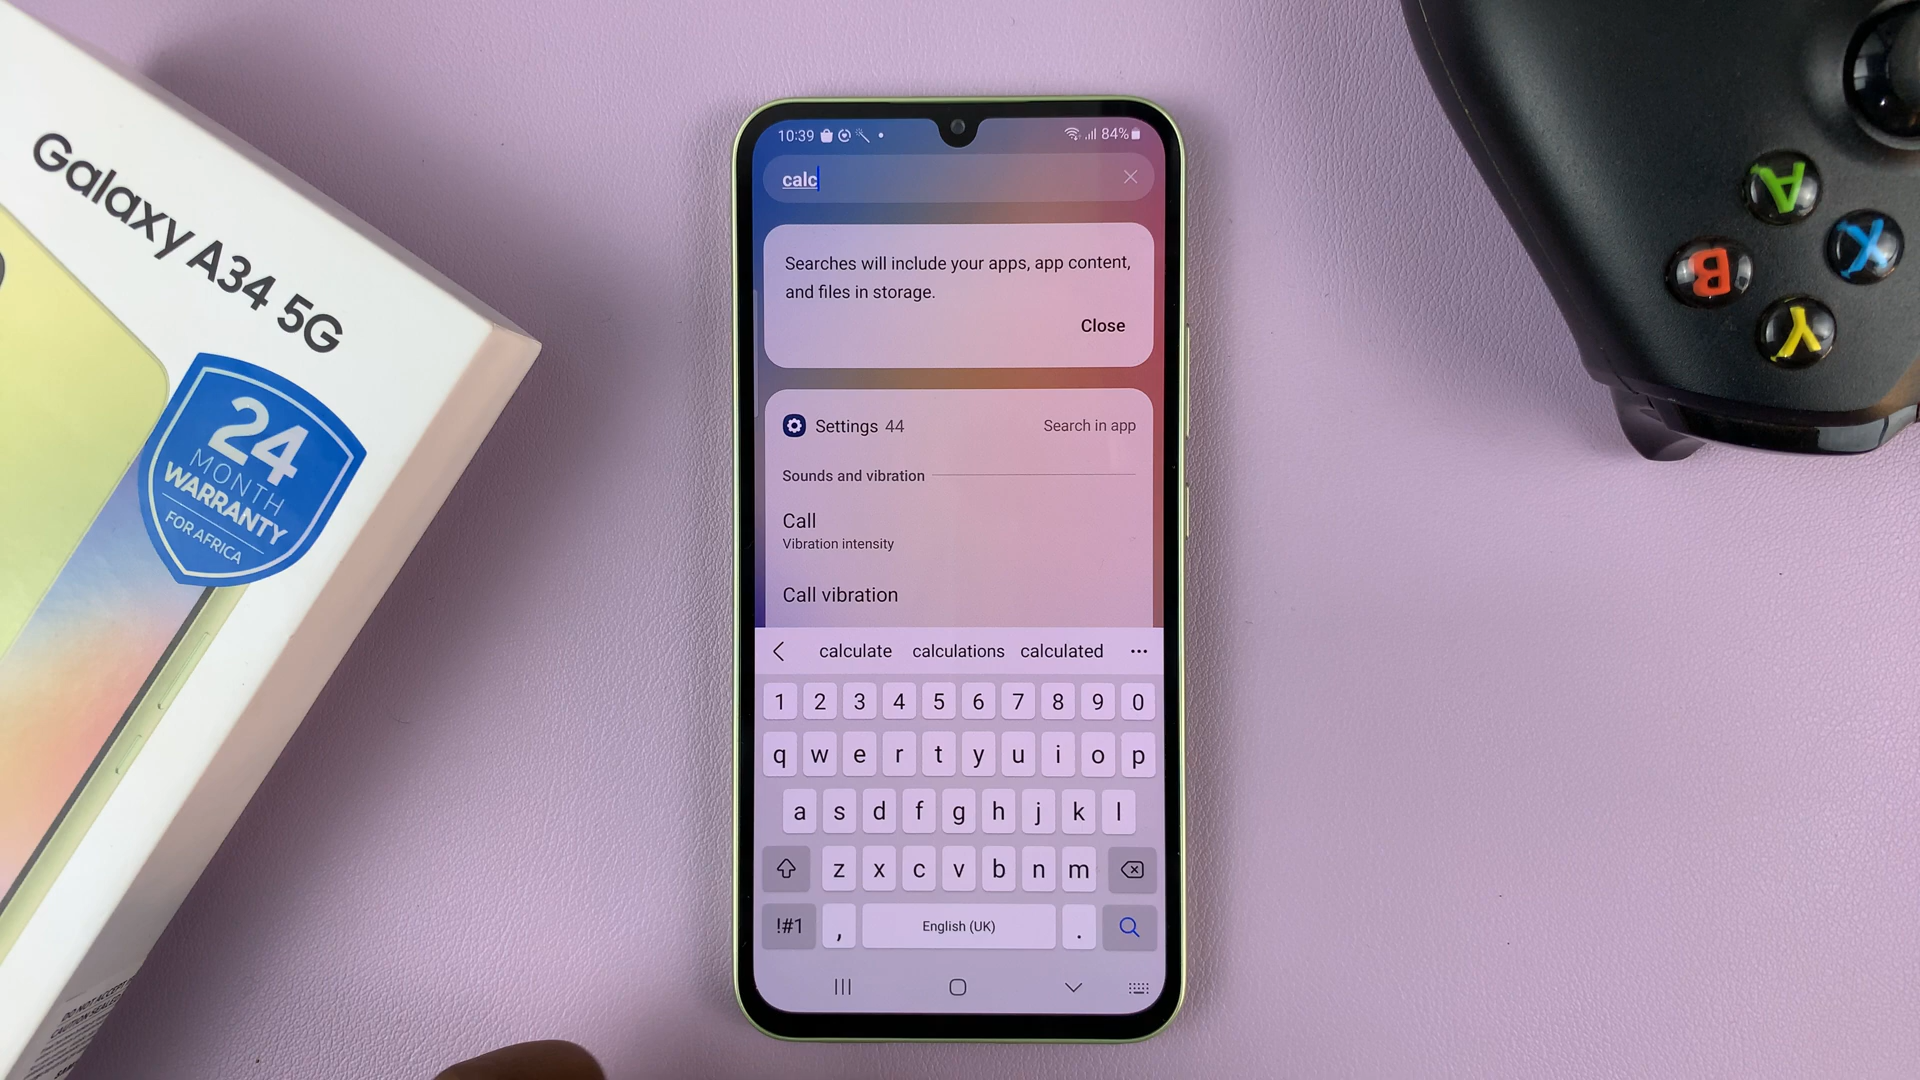 Galaxy A34 5G
24
MONTH
WARRANTY
FOR AFRICA
10:39
84%
calc
Searches will include your apps, app content,
and files in storage.
Close
Settings 44
Search in app
Sounds and vibration
Call
Vibration intensity
Call vibration
calculate calculations calculated
1 2 3 4 5 6 7 8 9 0
q w e r t y u i o p
a s d f g h j k l
z x c v b n m
!#1 , English (UK) .
A
X
B
Y